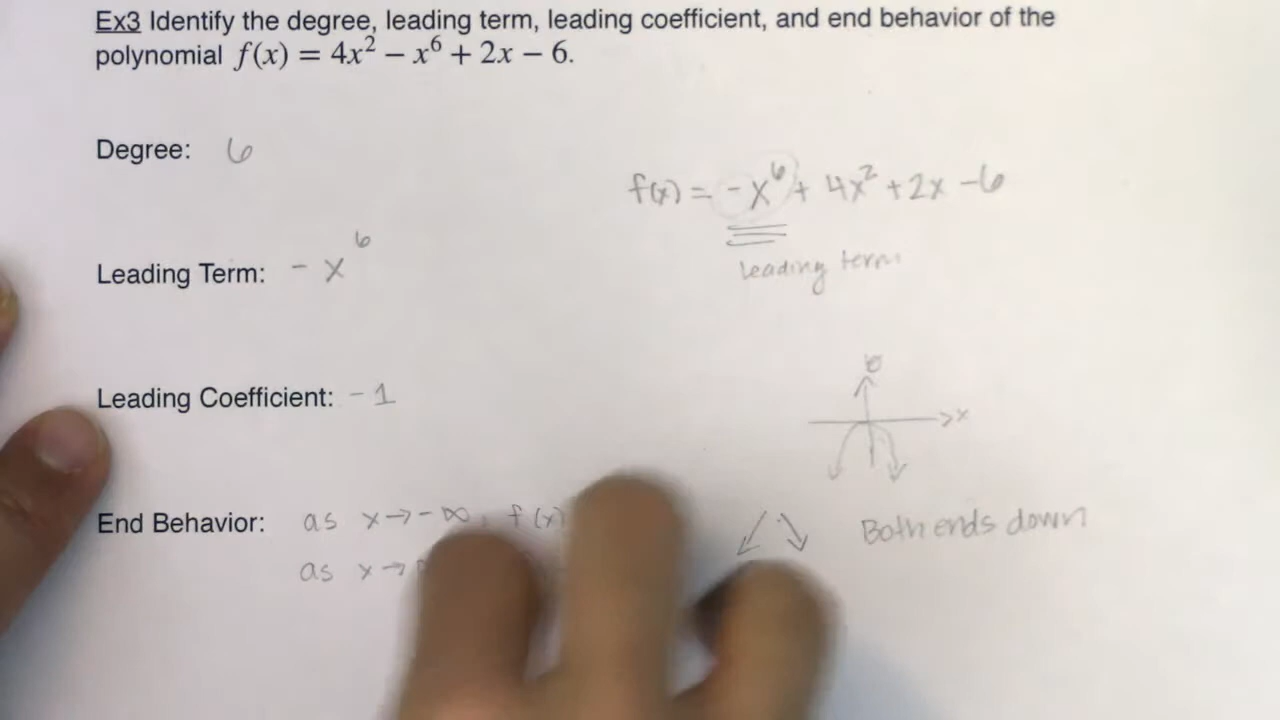 Ex3 Identify the degree, leading term, leading coefficient, and end behavior of the
polynomial f(x) = 4x² − x⁶ + 2x − 6.
Degree: 6
f(x) = -x⁶ + 4x² + 2x - 6
leading term
Leading Term: - x⁶
x
Leading Coefficient: - 1
End Behavior: as x→-∞, f(x)
Both ends down
as x→